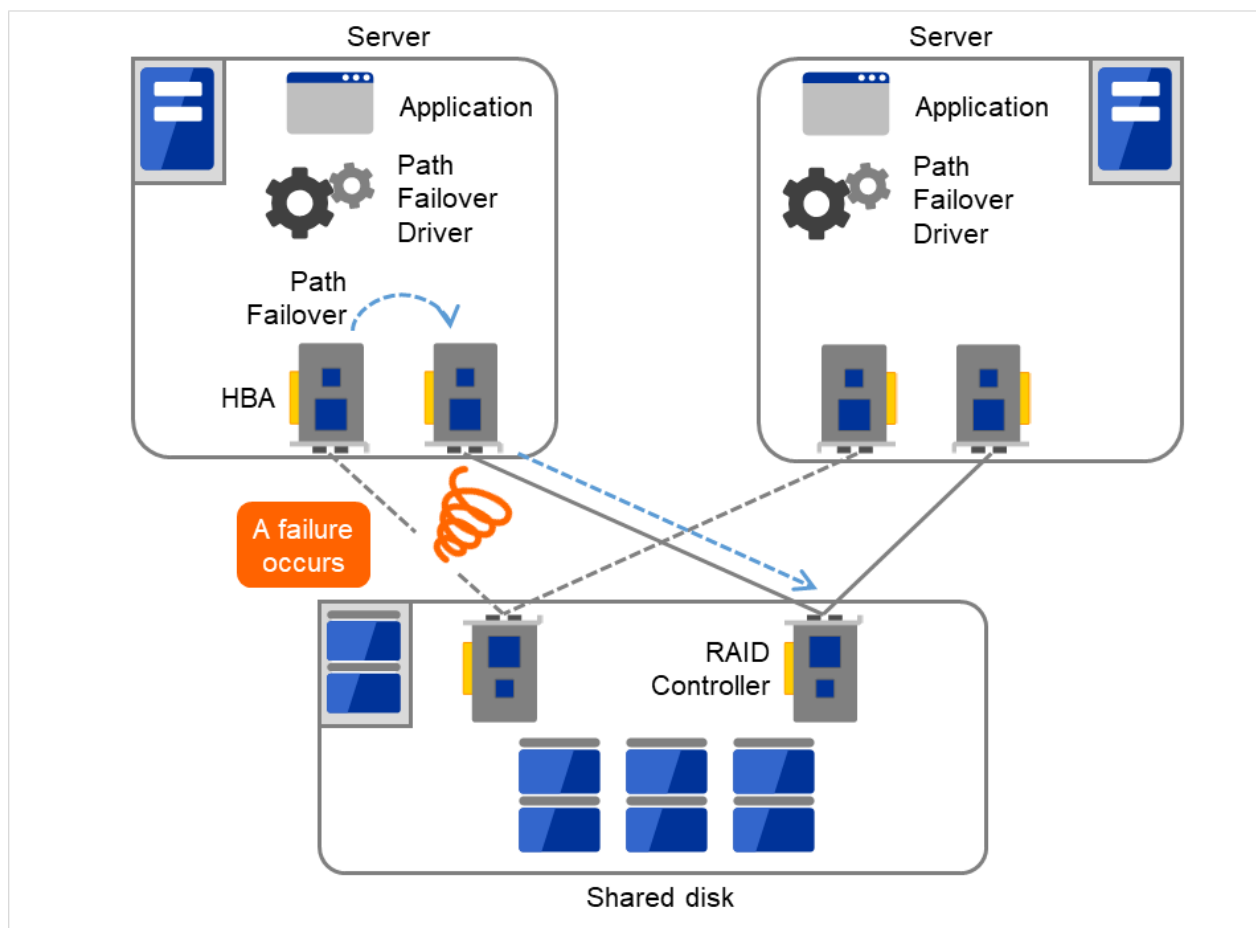 Server
Server
Application
Path
Failover
Driver
Application
Path
Failover
Driver
Path
Failover
HBA
A failure
occurs
RAID
Controller
Shared disk